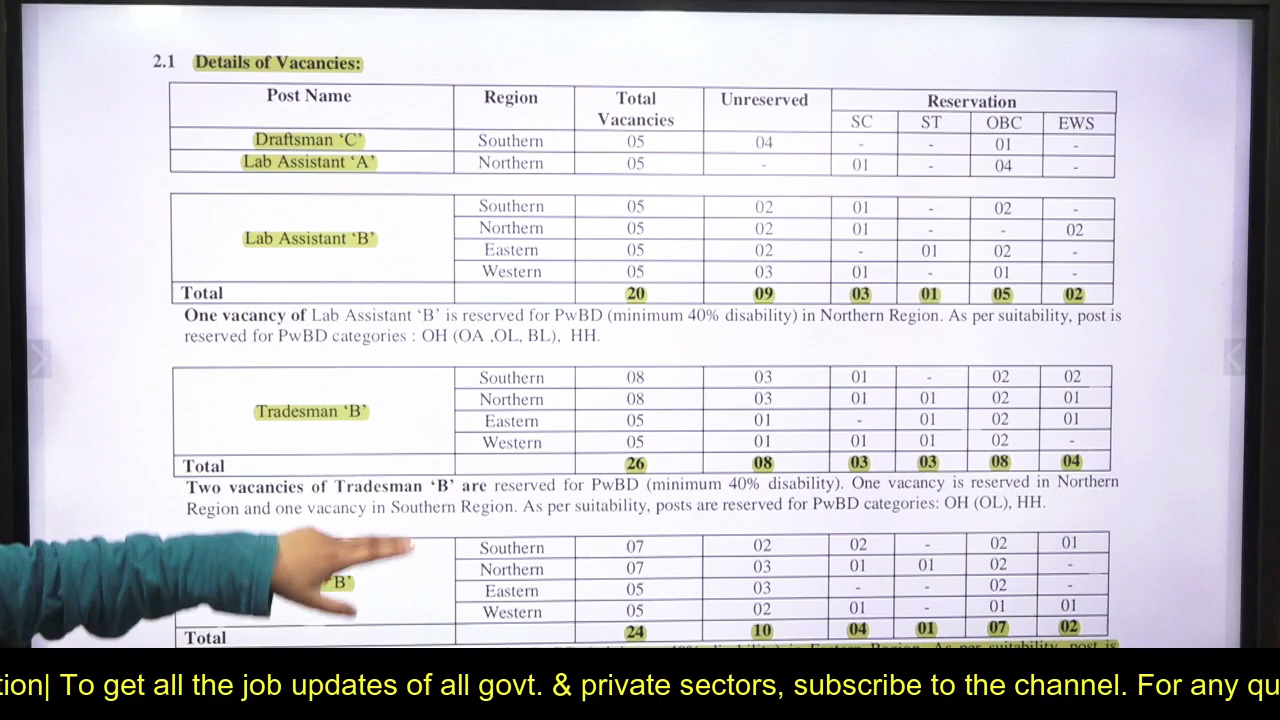 2.1 Details of Vacancies:
Post Name Region Total Vacancies Unreserved Reservation
SC ST OBC EWS
Draftsman ‘C’ Southern 05 04 - - 01 -
Lab Assistant ‘A’ Northern 05 - 01 - 04 -
Lab Assistant ‘B’
Southern 05 02 01 - 02 -
Northern 05 02 01 - - 02
Eastern 05 02 - 01 02 -
Western 05 03 01 - 01 -
Total 20 09 03 01 05 02
One vacancy of Lab Assistant ‘B’ is reserved for PwBD (minimum 40% disability) in Northern Region. As per suitability, post is
reserved for PwBD categories : OH (OA ,OL, BL), HH.
Tradesman ‘B’
Southern 08 03 01 - 02 02
Northern 08 03 01 01 02 01
Eastern 05 01 - 01 02 01
Western 05 01 01 01 02 -
Total 26 08 03 03 08 04
Two vacancies of Tradesman ‘B’ are reserved for PwBD (minimum 40% disability). One vacancy is reserved in Northern
Region and one vacancy in Southern Region. As per suitability, posts are reserved for PwBD categories: OH (OL), HH.
‘B’
Southern 07 02 02 - 02 01
Northern 07 03 01 01 02 -
Eastern 05 03 - - 02 -
Western 05 02 01 - 01 01
Total 24 10 04 01 07 02
in Eastern Region. As per suitability, post is
tion| To get all the job updates of all govt. & private sectors, subscribe to the channel. For any qu